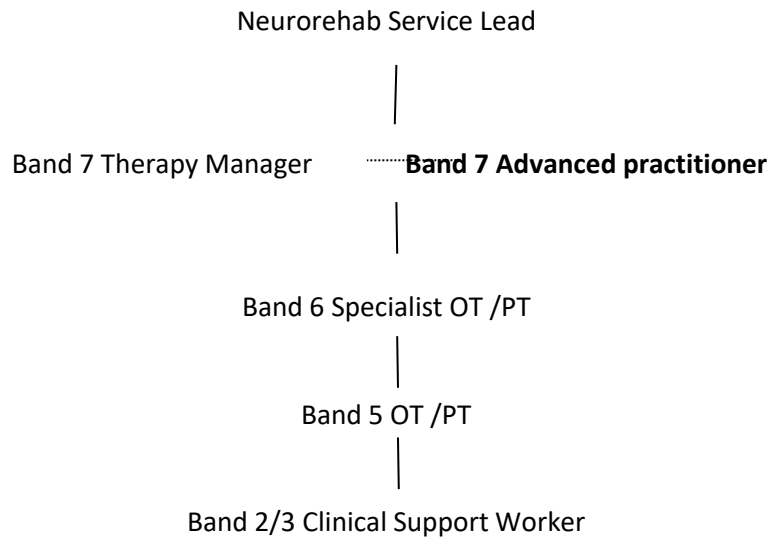 Neurorehab Service Lead
Band 7 Therapy Manager Band 7 Advanced practitioner
Band 6 Specialist OT /PT
Band 5 OT /PT
Band 2/3 Clinical Support Worker